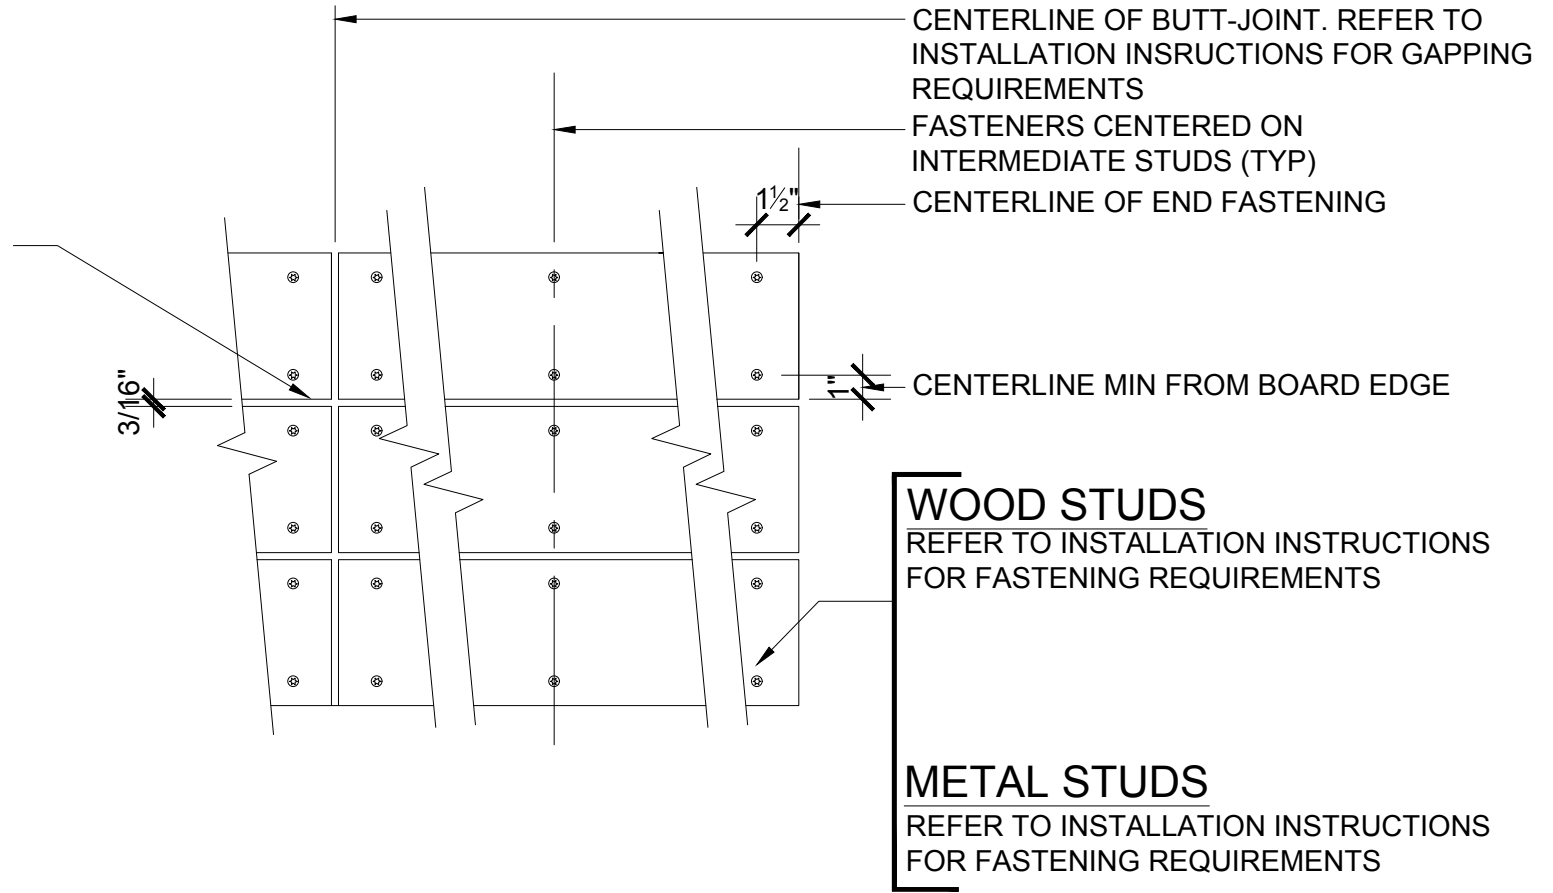 CENTERLINE OF BUTT-JOINT. REFER TO
INSTALLATION INSRUCTIONS FOR GAPPING
REQUIREMENTS
FASTENERS CENTERED ON
INTERMEDIATE STUDS (TYP)
1½"
CENTERLINE OF END FASTENING
3/16"
1"
CENTERLINE MIN FROM BOARD EDGE
WOOD STUDS
REFER TO INSTALLATION INSTRUCTIONS
FOR FASTENING REQUIREMENTS
METAL STUDS
REFER TO INSTALLATION INSTRUCTIONS
FOR FASTENING REQUIREMENTS